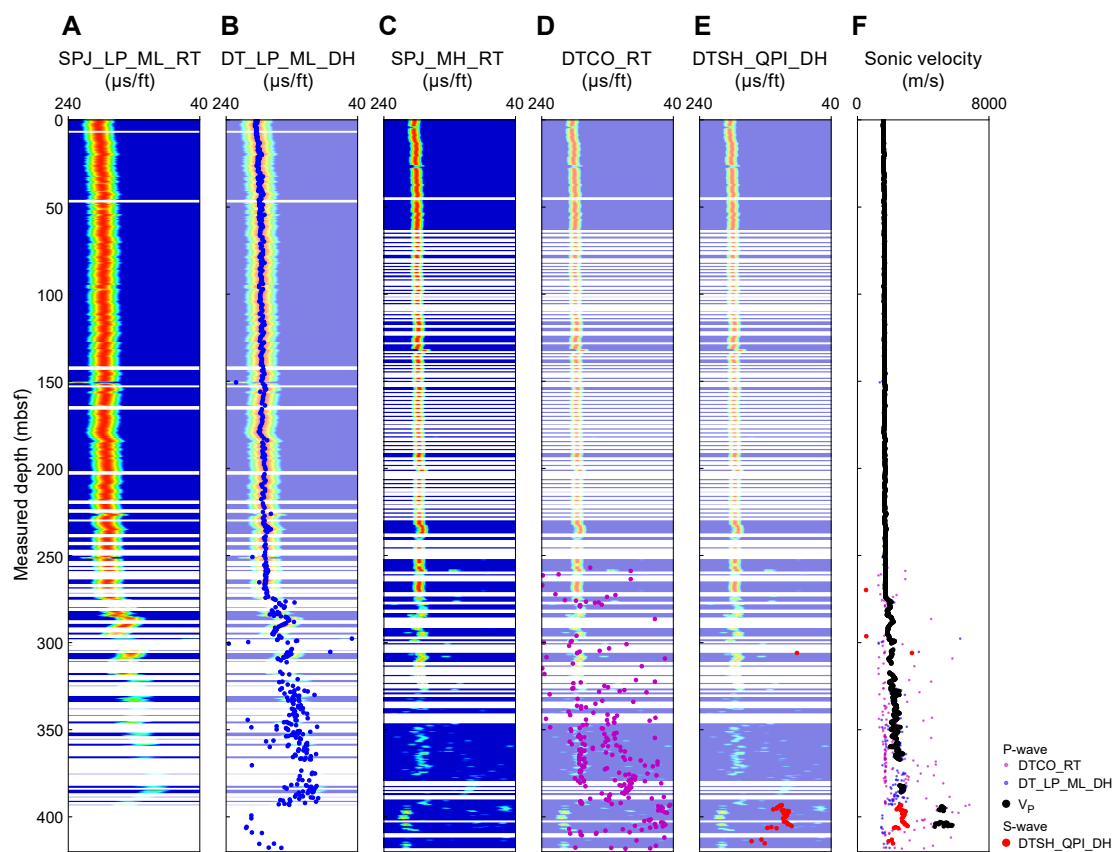 A B C D E F
SPJ_LP_ML_RT DT_LP_ML_DH SPJ_MH_RT DTCO_RT DTSH_QPI_DH Sonic velocity
(µs/ft) (µs/ft) (µs/ft) (µs/ft) (µs/ft) (m/s)
240 40 240 40 240 40 240 40 240 40 0 8000
0
50
100
150
200
250
300
350
400
Measured depth (mbsf)
P-wave
DTCO_RT
DT_LP_ML_DH
VP
S-wave
DTSH_QPI_DH